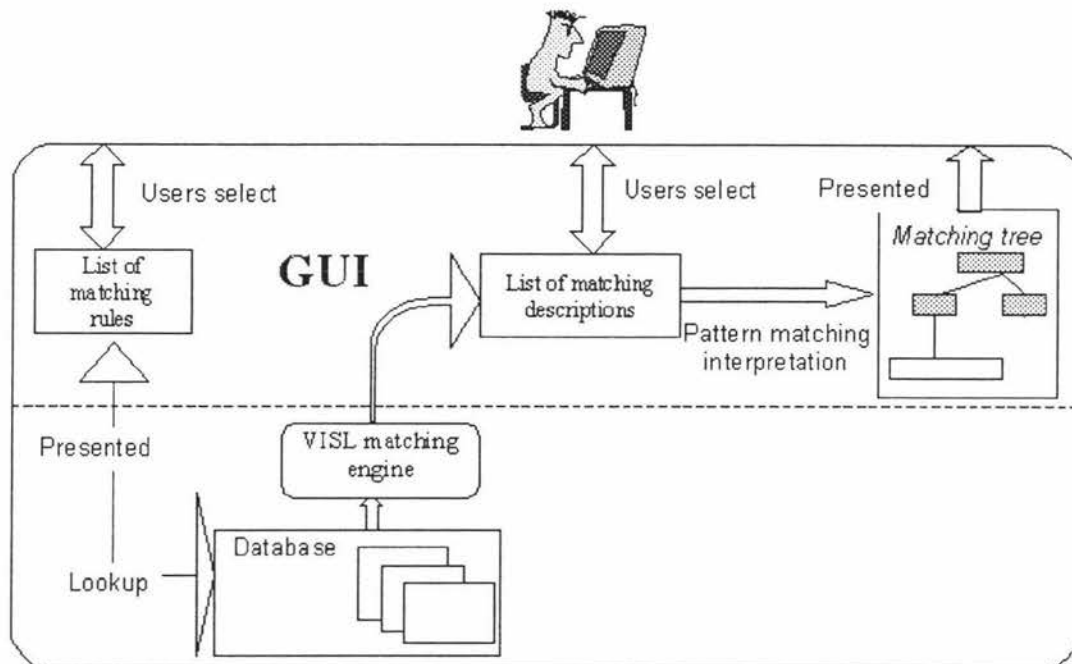 Users select
Users select
Presented
List of
matching
rules
GUI
List of matching
descriptions
Matching tree
Pattern matching
interpretation
Presented
VISL matching
engine
Lookup
Database